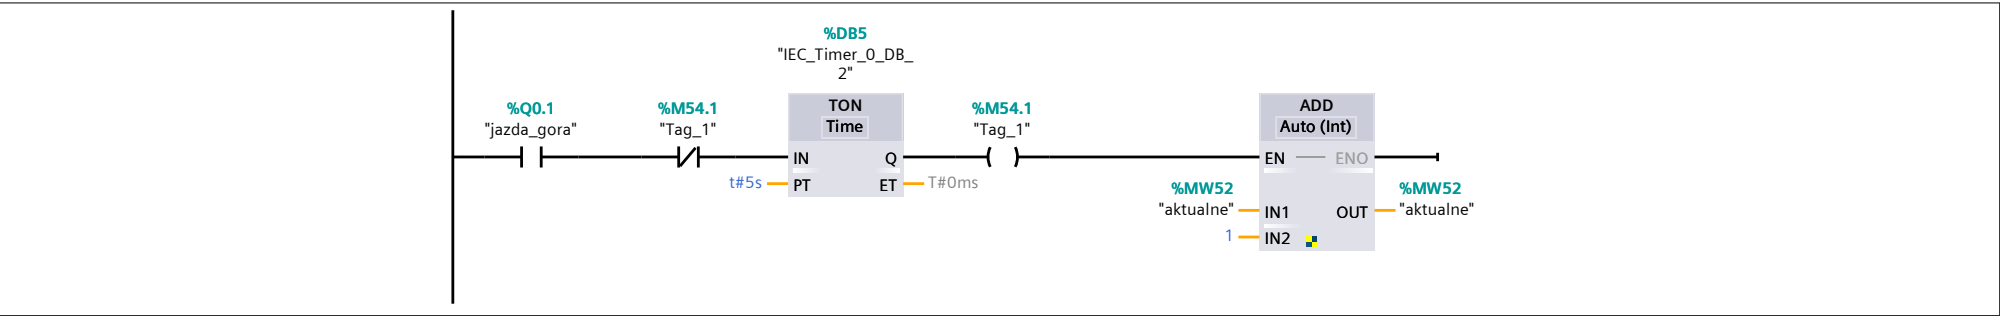 %DB5
"IEC_Timer_0_DB_
2"
%Q0.1
"jazda_gora"
%M54.1
"Tag_1"
TON
Time
IN
Q
t#5s
PT
ET
T#0ms
%M54.1
"Tag_1"
ADD
Auto (Int)
EN
ENO
%MW52
"aktualne"
IN1
OUT
%MW52
"aktualne"
1
IN2